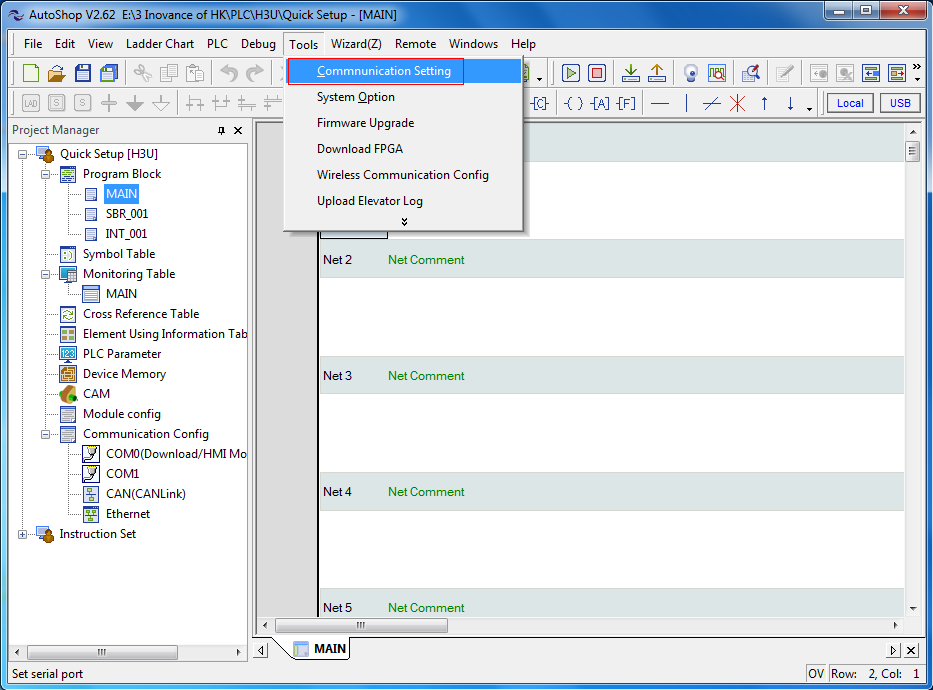 AutoShop V2.62 E:\3 Inovance of HK\PLC\H3U\Quick Setup - [MAIN]
File Edit View Ladder Chart PLC Debug Tools Wizard(Z) Remote Windows Help
LAD S S
-[C]- -( )- -[A] -[F] Local USB
Commnunication Setting
System Option
Firmware Upgrade
Download FPGA
Wireless Communication Config
Upload Elevator Log
Project Manager
Quick Setup [H3U]
Program Block
MAIN
SBR_001
INT_001
Symbol Table
Monitoring Table
MAIN
Cross Reference Table
Element Using Information Tab
PLC Parameter
Device Memory
CAM
Module config
Communication Config
COM0(Download/HMI Mo
COM1
CAN(CANLink)
Ethernet
Instruction Set
Net 2 Net Comment
Net 3 Net Comment
Net 4 Net Comment
Net 5 Net Comment
MAIN
Set serial port
OV Row: 2, Col: 1